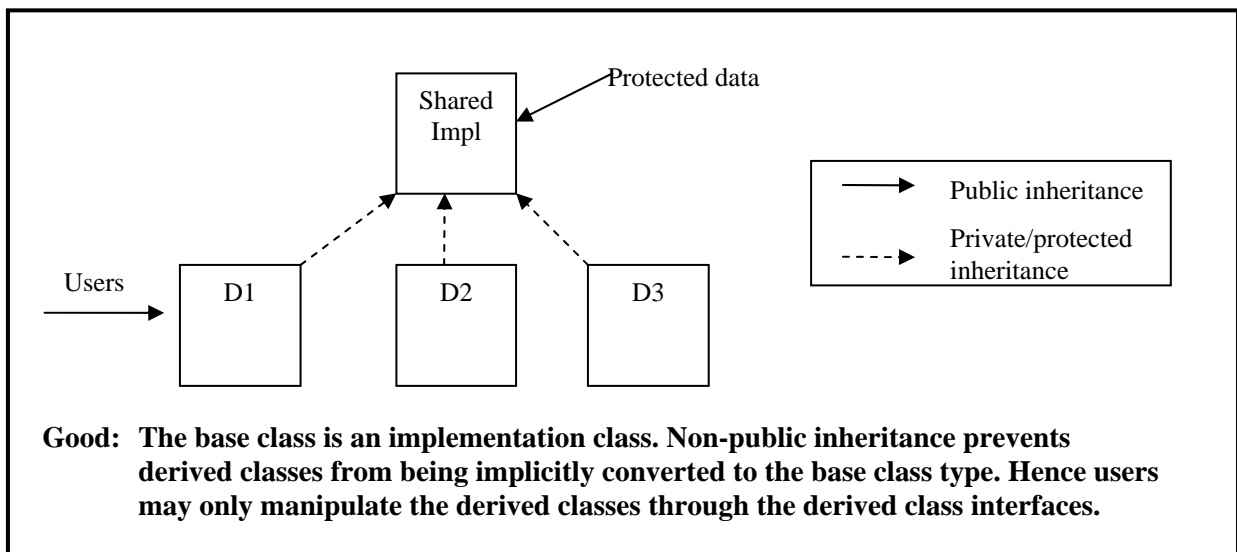 Protected data
Shared
Impl
Public inheritance
Private/protected
inheritance
Users
D1
D2
D3
Good: The base class is an implementation class. Non-public inheritance prevents
derived classes from being implicitly converted to the base class type. Hence users
may only manipulate the derived classes through the derived class interfaces.